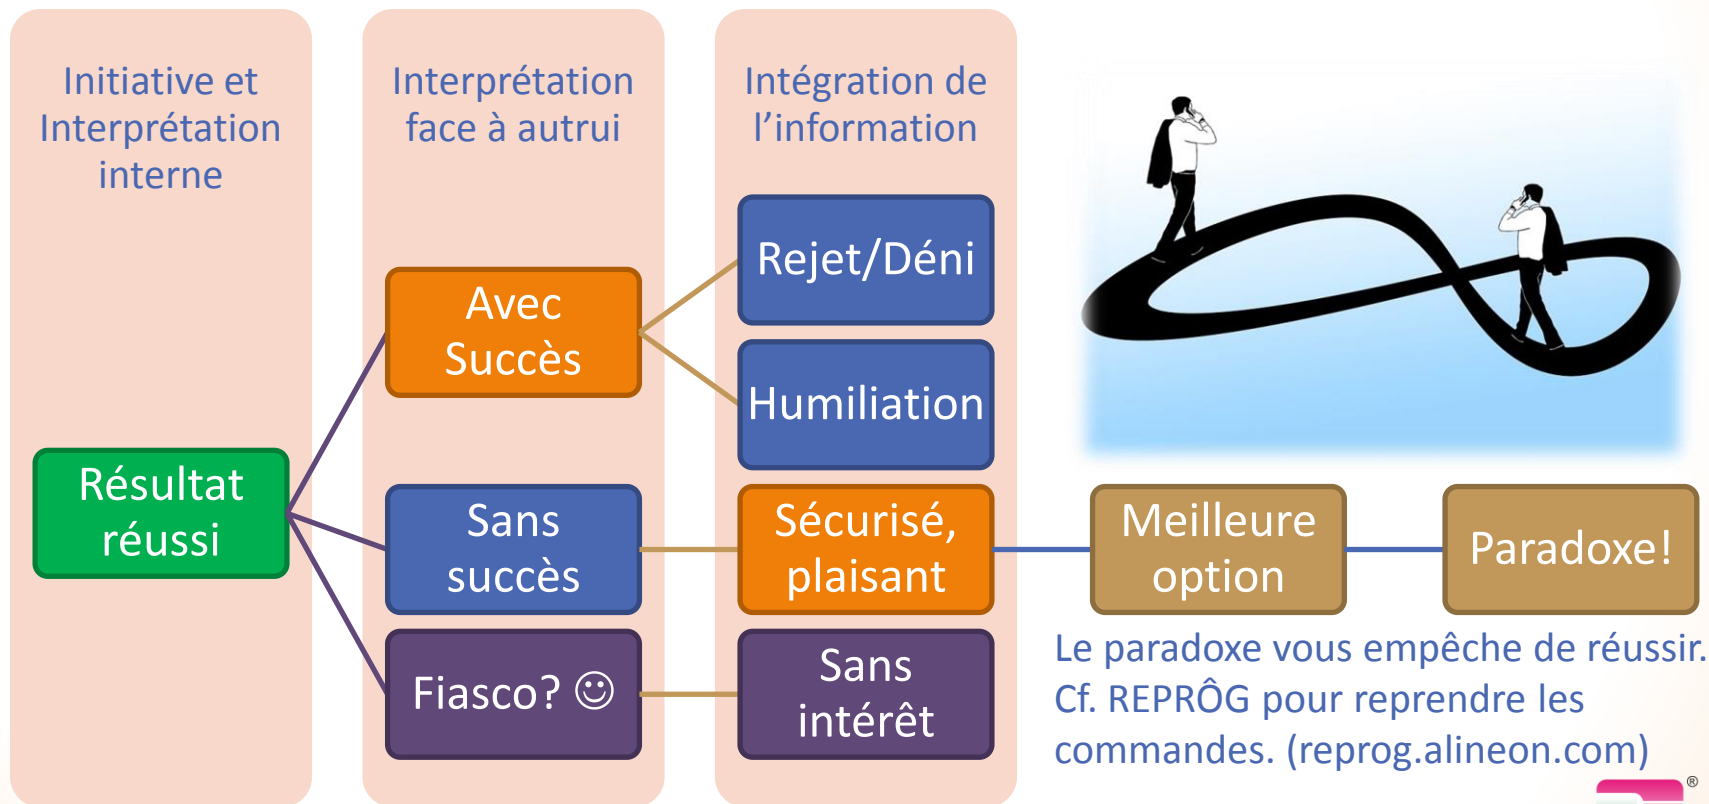 Initiative et
Interprétation
interne
Interprétation
face à autrui
Intégration de
l’information
Résultat
réussi
Avec
Succès
Sans
succès
Fiasco? ☺
Rejet/Déni
Humiliation
Sécurisé,
plaisant
Sans
intérêt
Meilleure
option
Paradoxe!
Le paradoxe vous empêche de réussir.
Cf. REPRÔG pour reprendre les
commandes. (reprog.alineon.com)
®